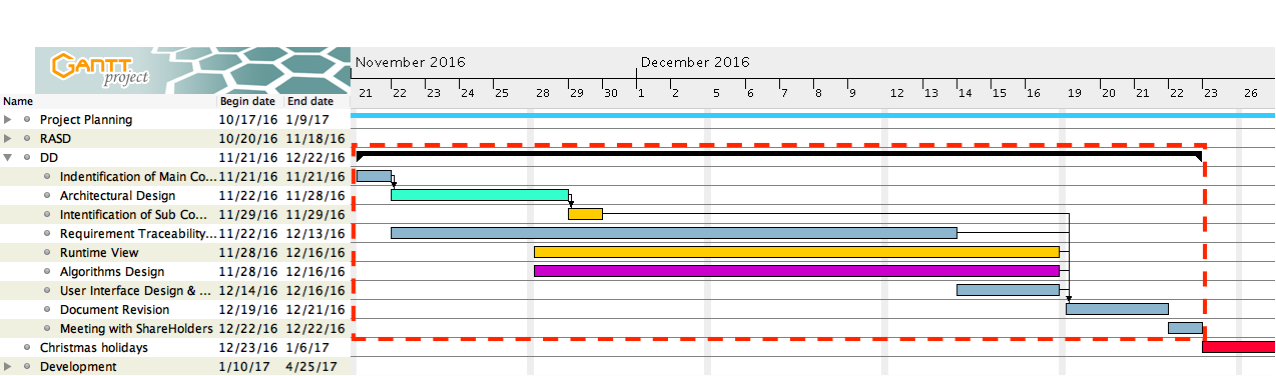 November 2016 December 2016
GANTT
project
21 22 23 24 25 28 29 30 1 2 5 6 7 8 9 12 13 14 15 16 19 20 21 22 23 26
Name Begin date End date
Project Planning 10/17/16 1/9/17
RASD 10/20/16 11/18/16
DD 11/21/16 12/22/16
Indentification of Main Co... 11/21/16 11/21/16
Architectural Design 11/22/16 11/28/16
Intentification of Sub Co... 11/29/16 11/29/16
Requirement Traceability... 11/22/16 12/13/16
Runtime View 11/28/16 12/16/16
Algorithms Design 11/28/16 12/16/16
User Interface Design & ... 12/14/16 12/16/16
Document Revision 12/19/16 12/21/16
Meeting with ShareHolders 12/22/16 12/22/16
Christmas holidays 12/23/16 1/6/17
Development 1/10/17 4/25/17